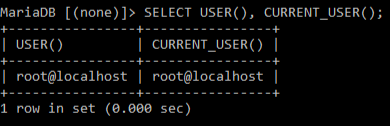 MariaDB [(none)]> SELECT USER(), CURRENT_USER();
+----------------+----------------+
| USER()         | CURRENT_USER() |
+----------------+----------------+
| root@localhost | root@localhost |
+----------------+----------------+
1 row in set (0.000 sec)